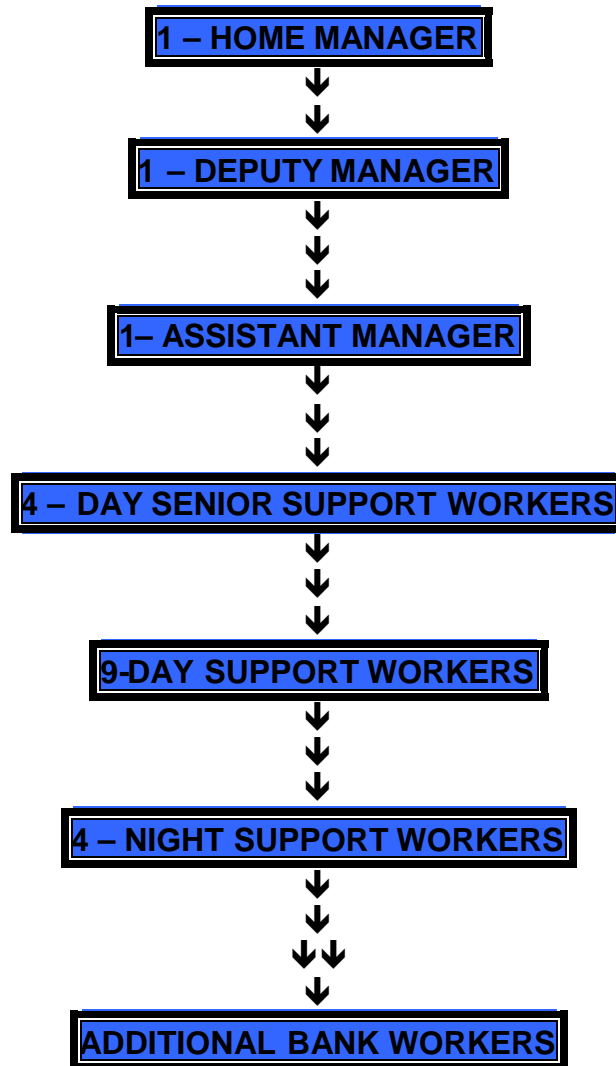 1 – HOME MANAGER
1 – DEPUTY MANAGER
1– ASSISTANT MANAGER
4 – DAY SENIOR SUPPORT WORKERS
9-DAY SUPPORT WORKERS
4 – NIGHT SUPPORT WORKERS
ADDITIONAL BANK WORKERS